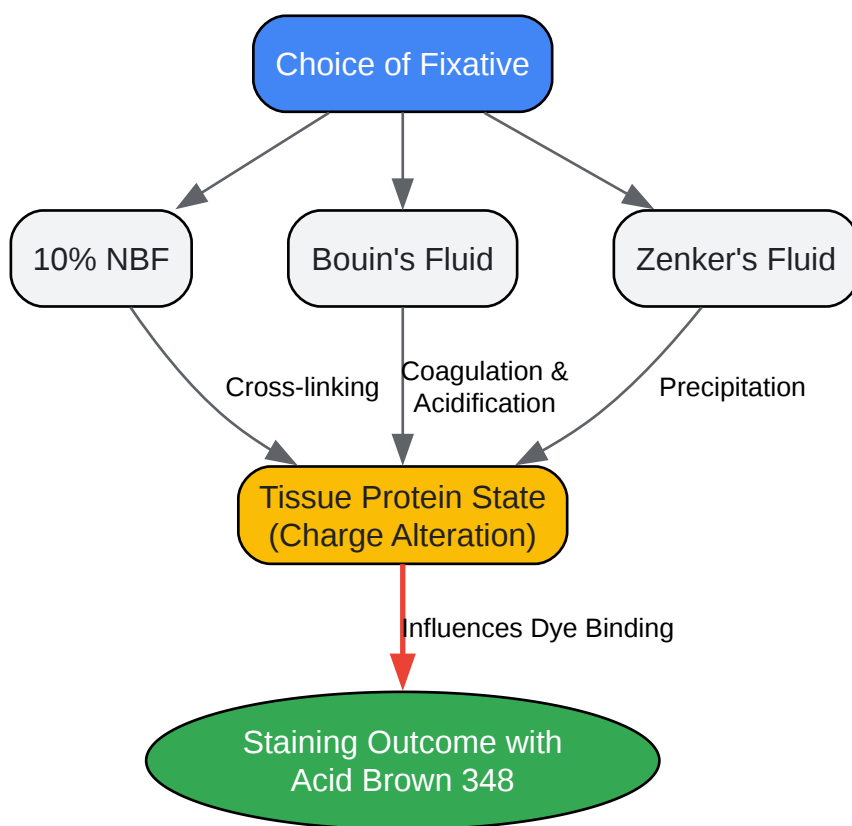 Choice of Fixative
10% NBF
Bouin's Fluid
Zenker's Fluid
Cross-linking
Coagulation &
Acidification
Precipitation
Tissue Protein State
(Charge Alteration)
Influences Dye Binding
Staining Outcome with
Acid Brown 348